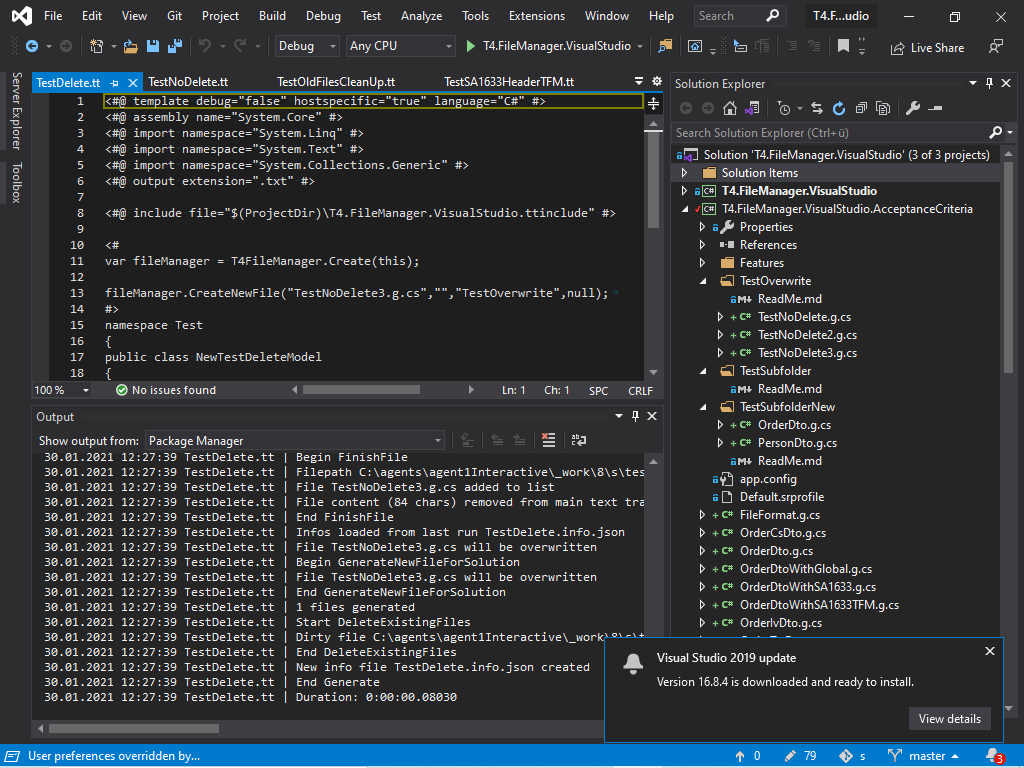 File Edit View Git Project Build Debug Test Analyze Tools Extensions Window Help Search T4.F...udio
Debug Any CPU T4.FileManager.VisualStudio Live Share
Server Explorer
Toolbox
TestDelete.tt TestNoDelete.tt TestOldFilesCleanUp.tt TestSA1633HeaderTFM.tt
1 <#@ template debug="false" hostspecific="true" language="C#" #>
2 <#@ assembly name="System.Core" #>
3 <#@ import namespace="System.Linq" #>
4 <#@ import namespace="System.Text" #>
5 <#@ import namespace="System.Collections.Generic" #>
6 <#@ output extension=".txt" #>
7
8 <#@ include file="$(ProjectDir)\T4.FileManager.VisualStudio.ttinclude" #>
9
10 <#
11 var fileManager = T4FileManager.Create(this);
12
13 fileManager.CreateNewFile("TestNoDelete3.g.cs","","TestOverwrite",null);
14 #>
15 namespace Test
16 {
17 public class NewTestDeleteModel
18 {
100 % No issues found Ln: 1 Ch: 1 SPC CRLF
Output
Show output from: Package Manager
30.01.2021 12:27:39 TestDelete.tt | Begin FinishFile
30.01.2021 12:27:39 TestDelete.tt | Filepath C:\agents\agent1Interactive\_work\8\s\tes
30.01.2021 12:27:39 TestDelete.tt | File TestNoDelete3.g.cs added to list
30.01.2021 12:27:39 TestDelete.tt | File content (84 chars) removed from main text tra
30.01.2021 12:27:39 TestDelete.tt | End FinishFile
30.01.2021 12:27:39 TestDelete.tt | Infos loaded from last run TestDelete.info.json
30.01.2021 12:27:39 TestDelete.tt | File TestNoDelete3.g.cs will be overwritten
30.01.2021 12:27:39 TestDelete.tt | Begin GenerateNewFileForSolution
30.01.2021 12:27:39 TestDelete.tt | File TestNoDelete3.g.cs will be overwritten
30.01.2021 12:27:39 TestDelete.tt | End GenerateNewFileForSolution
30.01.2021 12:27:39 TestDelete.tt | 1 files generated
30.01.2021 12:27:39 TestDelete.tt | Start DeleteExistingFiles
30.01.2021 12:27:39 TestDelete.tt | Dirty file C:\agents\agent1Interactive\_work\8\s\t
30.01.2021 12:27:39 TestDelete.tt | End DeleteExistingFiles
30.01.2021 12:27:39 TestDelete.tt | New info file TestDelete.info.json created
30.01.2021 12:27:39 TestDelete.tt | End Generate
30.01.2021 12:27:39 TestDelete.tt | Duration: 0:00:00.08030
Solution Explorer
Search Solution Explorer (Ctrl+ü)
Solution 'T4.FileManager.VisualStudio' (3 of 3 projects)
Solution Items
C# T4.FileManager.VisualStudio
C# T4.FileManager.VisualStudio.AcceptanceCriteria
Properties
References
Features
TestOverwrite
M ReadMe.md
C# TestNoDelete.g.cs
C# TestNoDelete2.g.cs
C# TestNoDelete3.g.cs
TestSubfolder
M ReadMe.md
TestSubfolderNew
C# OrderDto.g.cs
C# PersonDto.g.cs
M ReadMe.md
app.config
Default.srprofile
C# FileFormat.g.cs
C# OrderCsDto.g.cs
C# OrderDto.g.cs
C# OrderDtoWithGlobal.g.cs
C# OrderDtoWithSA1633.g.cs
C# OrderDtoWithSA1633TFM.g.cs
C# OrderIvDto.g.cs
Visual Studio 2019 update
Version 16.8.4 is downloaded and ready to install.
View details
User preferences overridden by... 0 79 s master 3